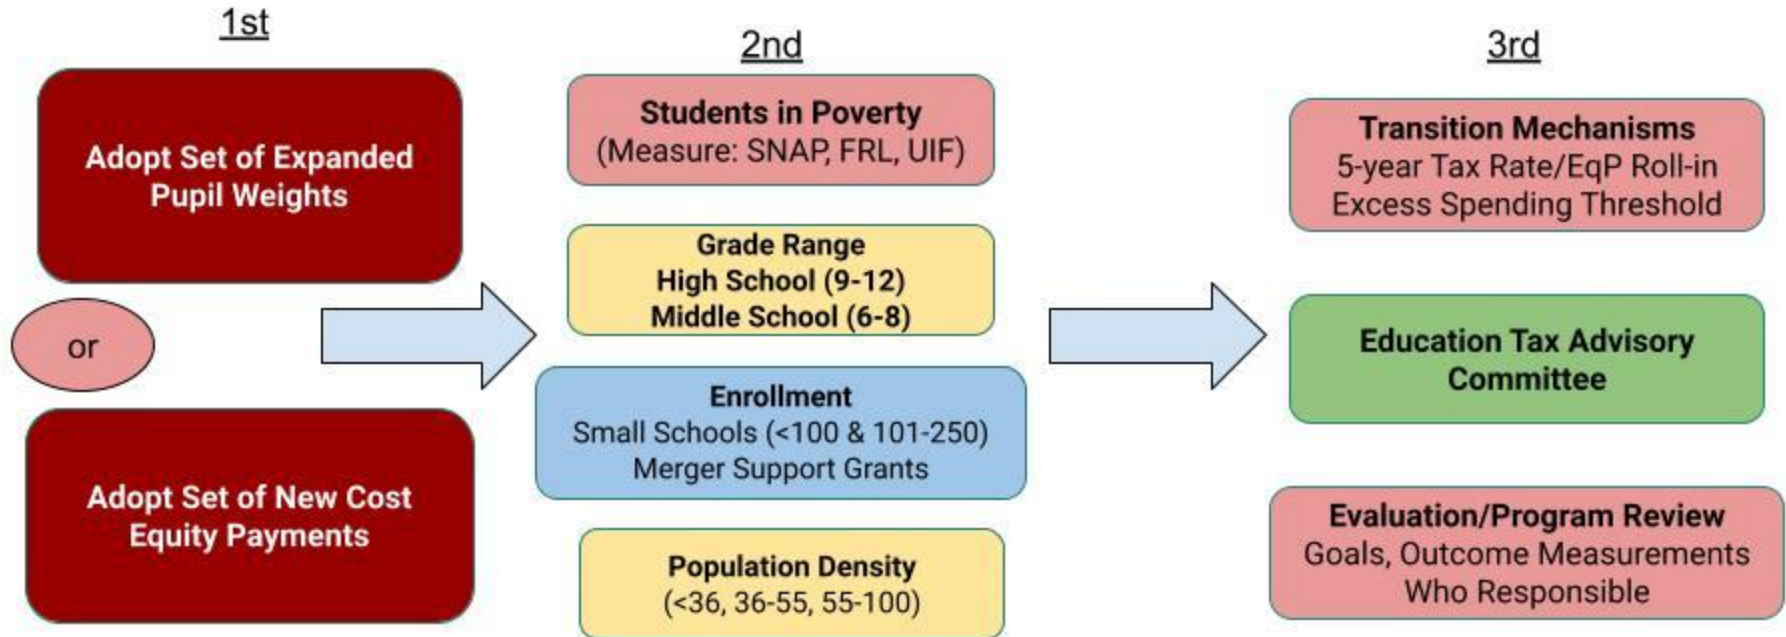 1st
Adopt Set of Expanded
Pupil Weights
or
Adopt Set of New Cost
Equity Payments
2nd
Students in Poverty
(Measure: SNAP, FRL, UIF)
Grade Range
High School (9-12)
Middle School (6-8)
Enrollment
Small Schools (<100 & 101-250)
Merger Support Grants
Population Density
(<36, 36-55, 55-100)
3rd
Transition Mechanisms
5-year Tax Rate/EqP Roll-in
Excess Spending Threshold
Education Tax Advisory
Committee
Evaluation/Program Review
Goals, Outcome Measurements
Who Responsible